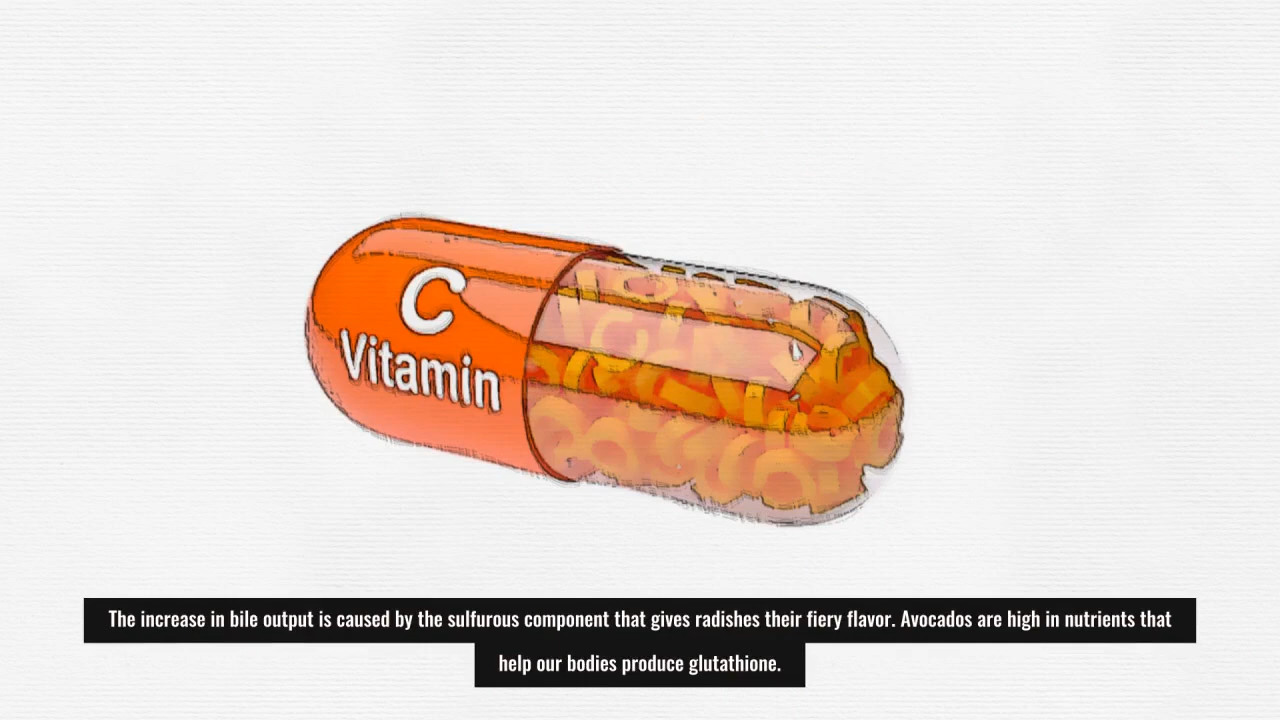 C
Vitamin
The increase in bile output is caused by the sulfurous component that gives radishes their fiery flavor. Avocados are high in nutrients that
help our bodies produce glutathione.